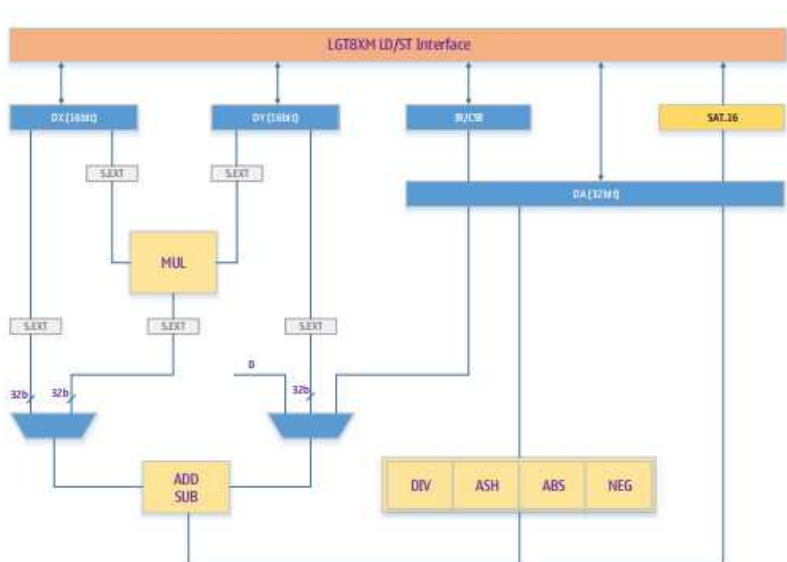 LGT8XM LD/ST Interface
DX (16bit)
DY (16bit)
SAT.16
S.EXT
S.EXT
DA (32bit)
MUL
S.EXT
S.EXT
S.EXT
32b
32b
32b
ADD
SUB
DIV
ASH
ABS
NEG